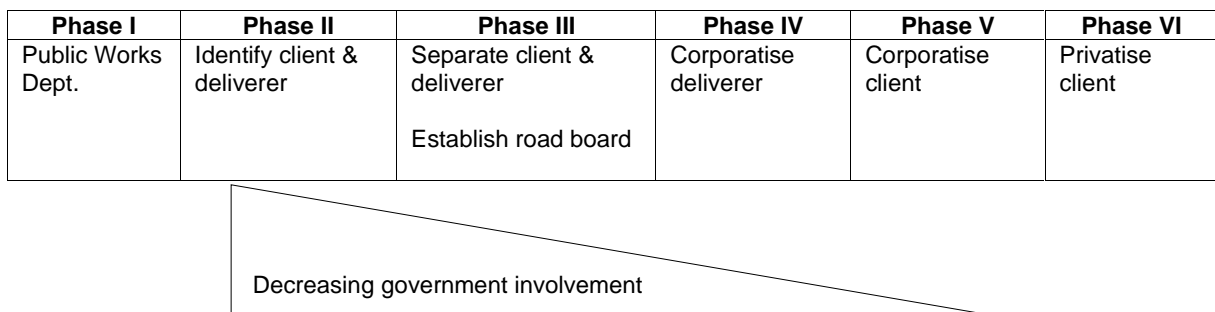 Phase I Phase II Phase III Phase IV Phase V Phase VI
Public Works Identify client & Separate client & Corporatise Corporatise Privatise
Dept. deliverer deliverer deliverer client client
Establish road board
Decreasing government involvement